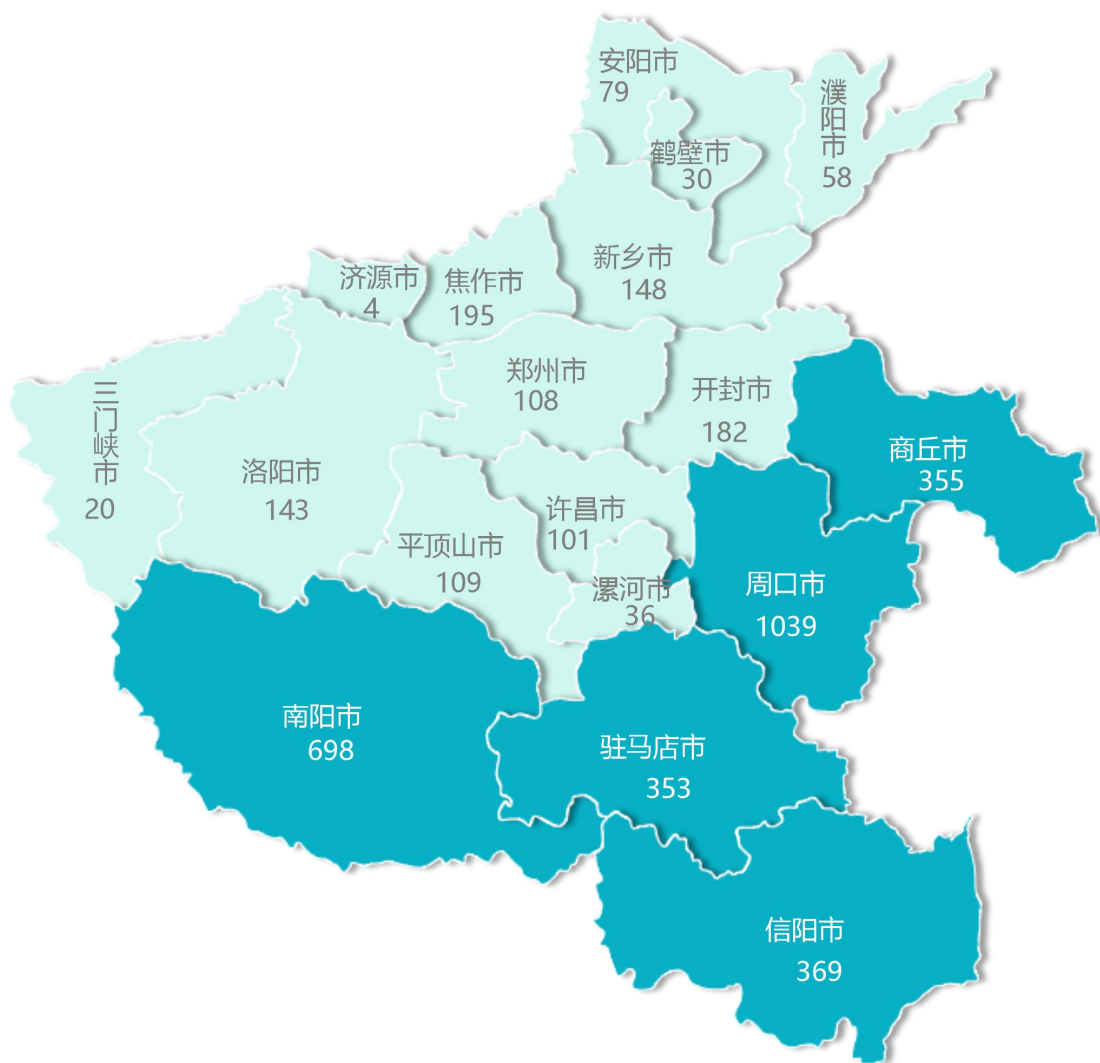 安阳市
79
濮阳市
58
鹤壁市
30
新乡市
148
济源市
4
焦作市
195
郑州市
108
开封市
182
三门峡市
20
洛阳市
143
商丘市
355
许昌市
101
平顶山市
109
漯河市
36
周口市
1039
南阳市
698
驻马店市
353
信阳市
369